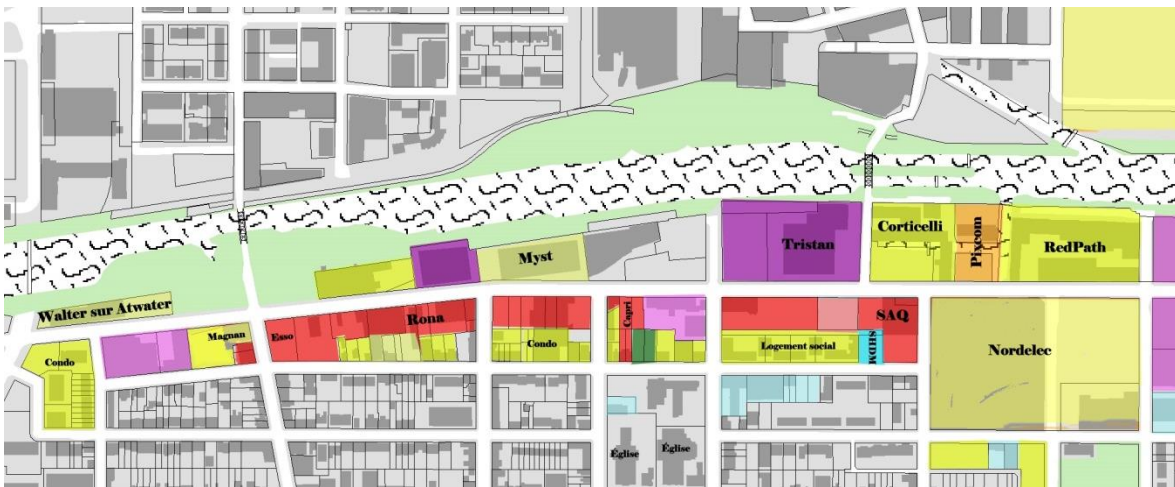 Corticelli
Pixcom
RedPath
Tristan
Myst
Walter sur Atwater
Rona
Capri
SAQ
Magnan
Esso
Condo
Condo
Logement social
SHDM
Nordelec
Église
Église